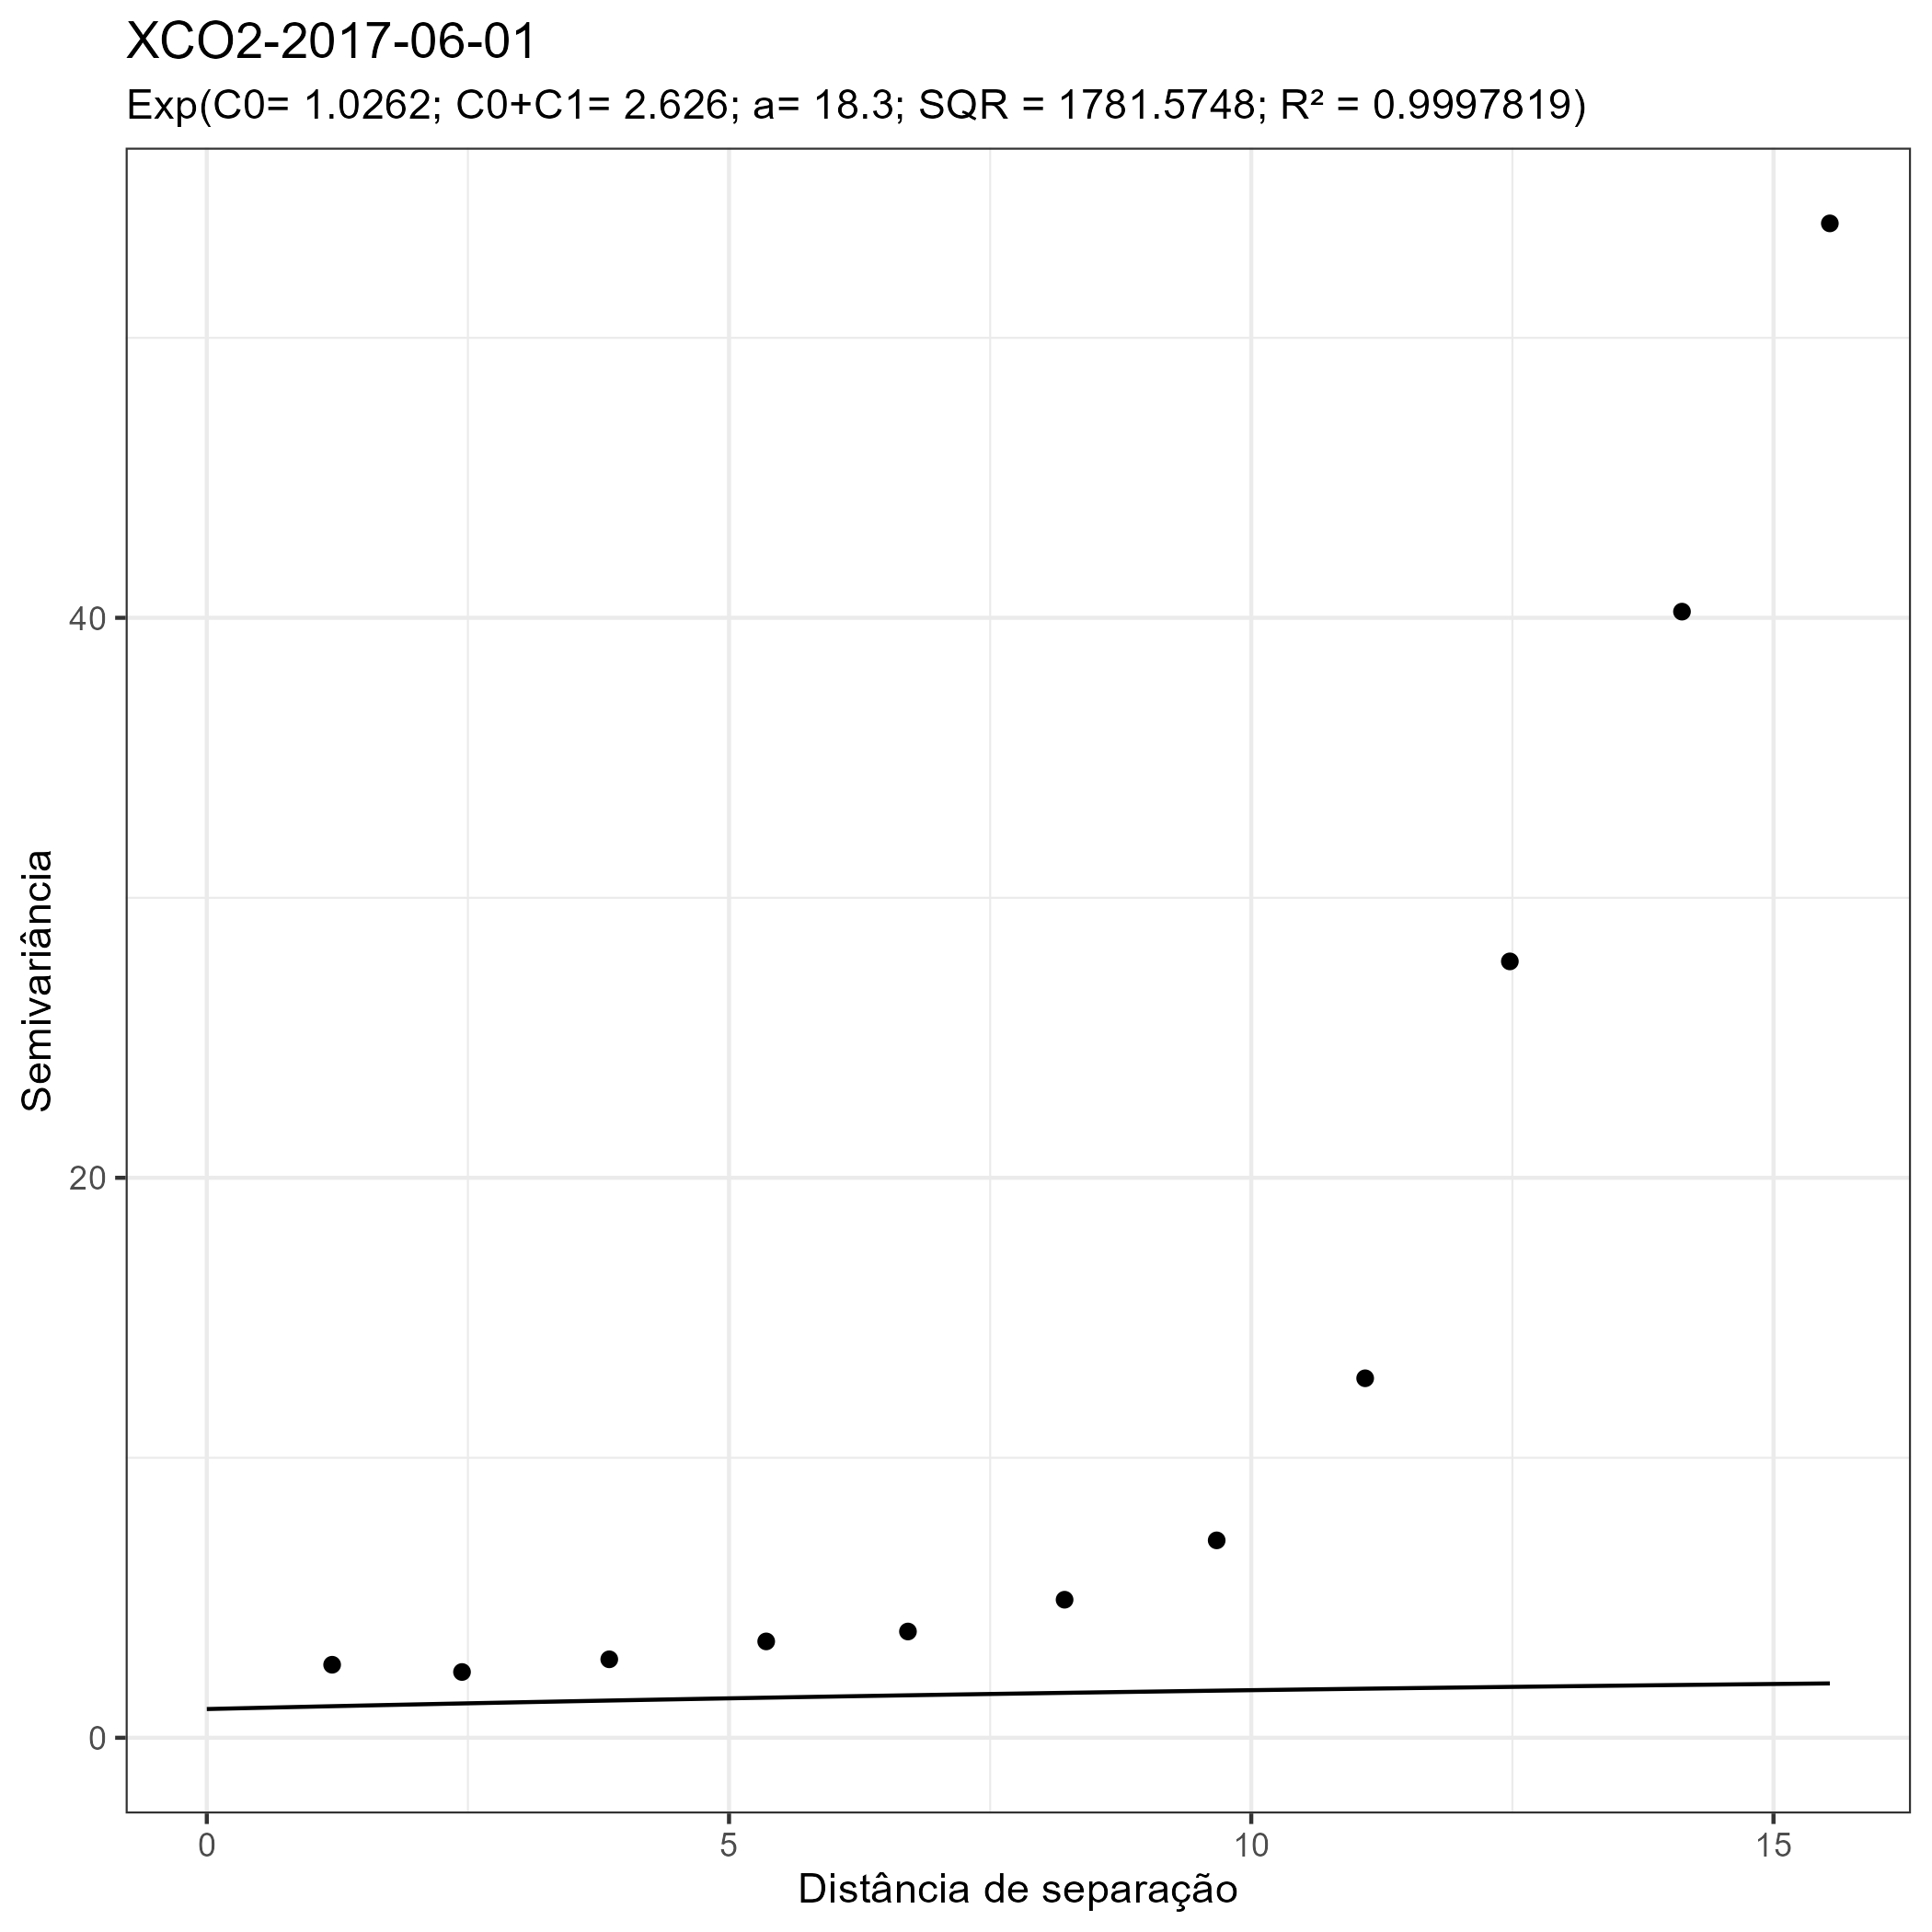 XCO2-2017-06-01
Exp(C0= 1.0262; C0+C1= 2.626; a= 18.3; SQR = 1781.5748; R² = 0.9997819)
Semivariância
40
20
0
0 5 10 15
Distância de separação